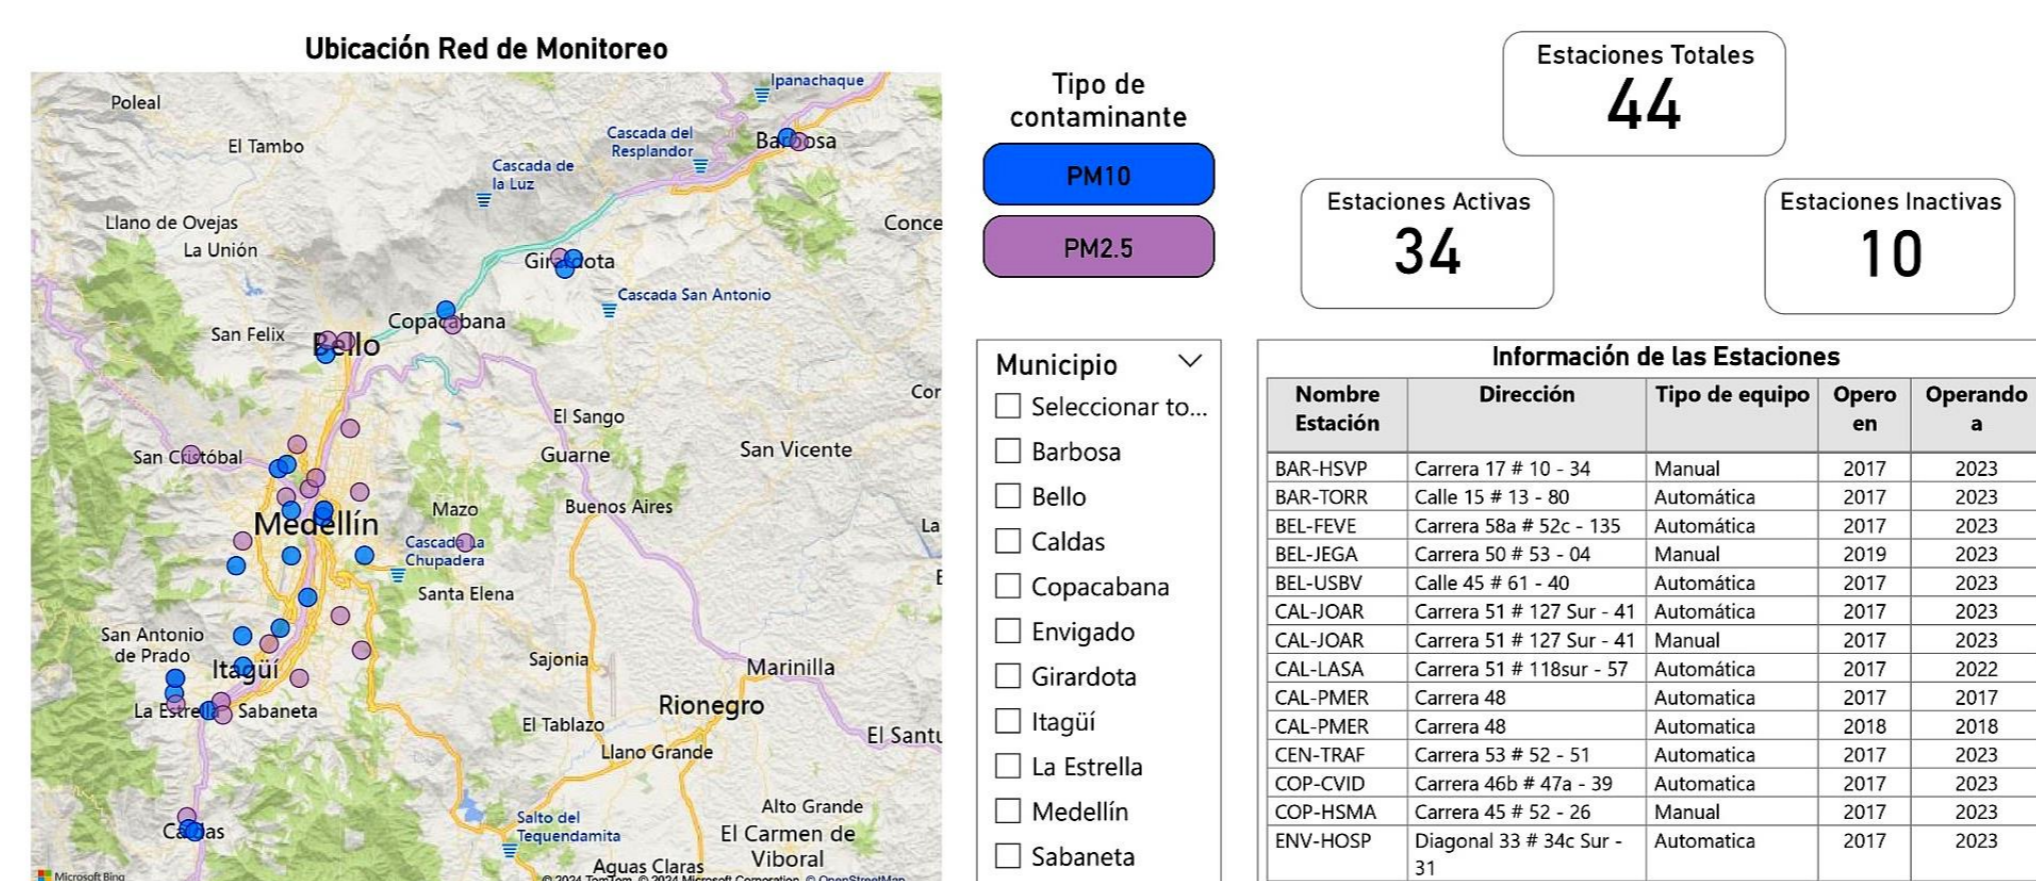 Ubicación Red de Monitoreo
Ipanachaque
Poleal
Cascada del
Resplandor
Barbosa
El Tambo
Cascada de
la Luz
Llano de Ovejas
Conce
La Unión
Girardota
Cascada San Antonio
Copacabana
San Felix
Bello
Cor
El Sango
San Cristóbal
Guarne
San Vicente
Mazo
Buenos Aires
Medellín
La
Cascada La
Chupadera
E
Santa Elena
San Antonio
de Prado
Itagüí
Sajonia
Marinilla
La Estrella
Sabaneta
Rionegro
El Tablazo
El Santu
Llano Grande
Alto Grande
Salto del
Tequendamita
Caldas
El Carmen de
Viboral
Aguas Claras
Microsoft Bing
© 2024 TomTom, © 2024 Microsoft Corporation, © OpenStreetMap
Tipo de
contaminante
PM10
PM2.5
Estaciones Totales
44
Estaciones Activas
34
Estaciones Inactivas
10
Municipio
Seleccionar to...
Barbosa
Bello
Caldas
Copacabana
Envigado
Girardota
Itagüí
La Estrella
Medellín
Sabaneta
Información de las Estaciones
Nombre Estación Dirección Tipo de equipo Opero en Operando a
BAR-HSVP Carrera 17 # 10 - 34 Manual 2017 2023
BAR-TORR Calle 15 # 13 - 80 Automática 2017 2023
BEL-FEVE Carrera 58a # 52c - 135 Automática 2017 2023
BEL-JEGA Carrera 50 # 53 - 04 Manual 2019 2023
BEL-USBV Calle 45 # 61 - 40 Automática 2017 2023
CAL-JOAR Carrera 51 # 127 Sur - 41 Automática 2017 2023
CAL-JOAR Carrera 51 # 127 Sur - 41 Manual 2017 2023
CAL-LASA Carrera 51 # 118sur - 57 Automática 2017 2022
CAL-PMER Carrera 48 Automatica 2017 2017
CAL-PMER Carrera 48 Automatica 2018 2018
CEN-TRAF Carrera 53 # 52 - 51 Automatica 2017 2023
COP-CVID Carrera 46b # 47a - 39 Automatica 2017 2023
COP-HSMA Carrera 45 # 52 - 26 Manual 2017 2023
ENV-HOSP Diagonal 33 # 34c Sur - Automatica 2017 2023
31